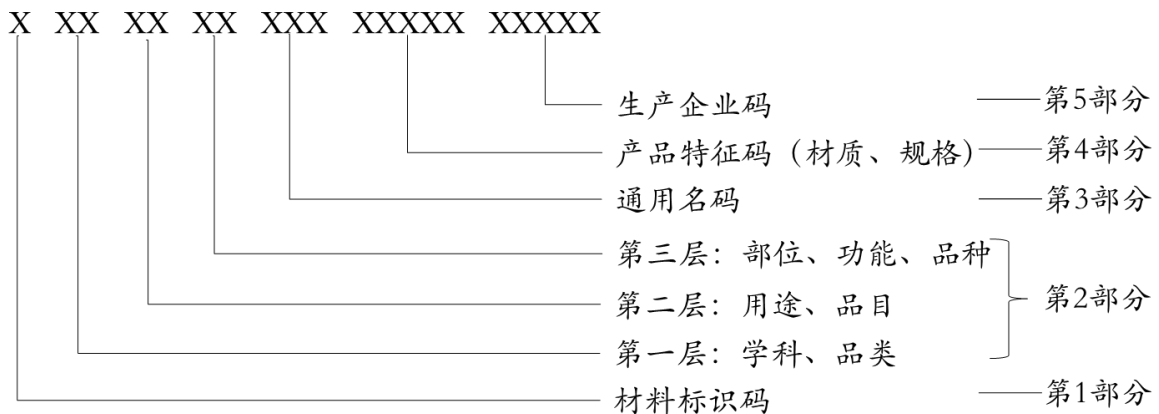 X XX XX XX XXX XXXXX XXXXX
生产企业码 第5部分
产品特征码（材质、规格） 第4部分
通用名码 第3部分
第三层：部位、功能、品种
第二层：用途、品目 第2部分
第一层：学科、品类
材料标识码 第1部分